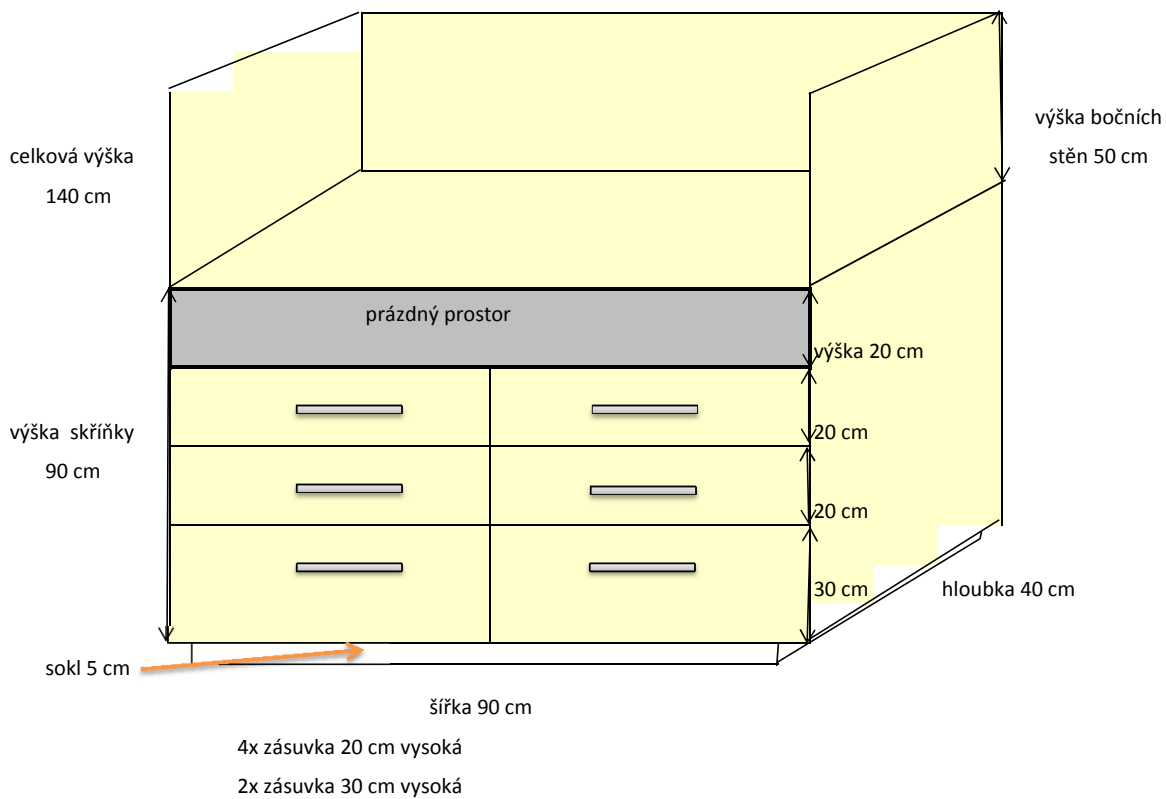 výška bočních
stěn 50 cm
celková výška
140 cm
prázdný prostor
výška 20 cm
výška skříňky
90 cm
20 cm
20 cm
30 cm
hloubka 40 cm
sokl 5 cm
šířka 90 cm
4x zásuvka 20 cm vysoká
2x zásuvka 30 cm vysoká